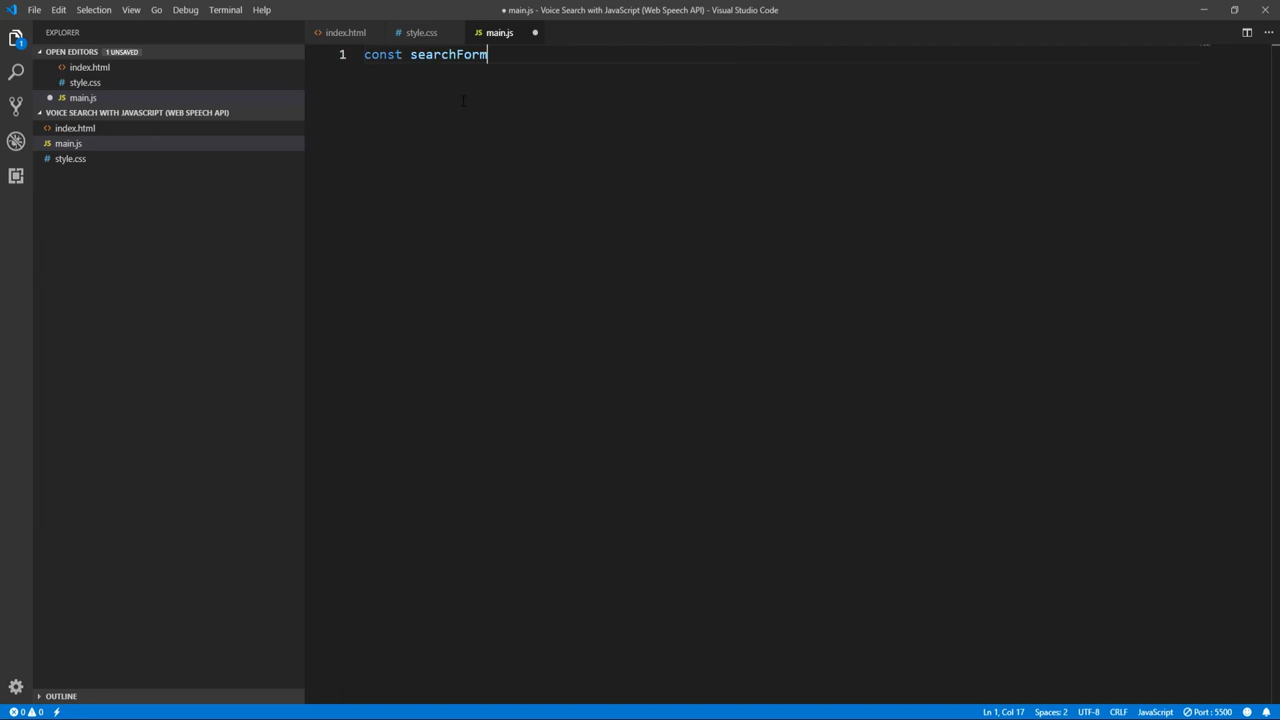 File Edit Selection View Go Debug Terminal Help
● main.js - Voice Search with JavaScript (Web Speech API) - Visual Studio Code
EXPLORER
OPEN EDITORS 1 UNSAVED
<> index.html
# style.css
● JS main.js
VOICE SEARCH WITH JAVASCRIPT (WEB SPEECH API)
<> index.html
JS main.js
# style.css
OUTLINE
1
<> index.html # style.css JS main.js ●
1 const searchForm
0 0
Ln 1, Col 17 Spaces: 2 UTF-8 CRLF JavaScript Port : 5500